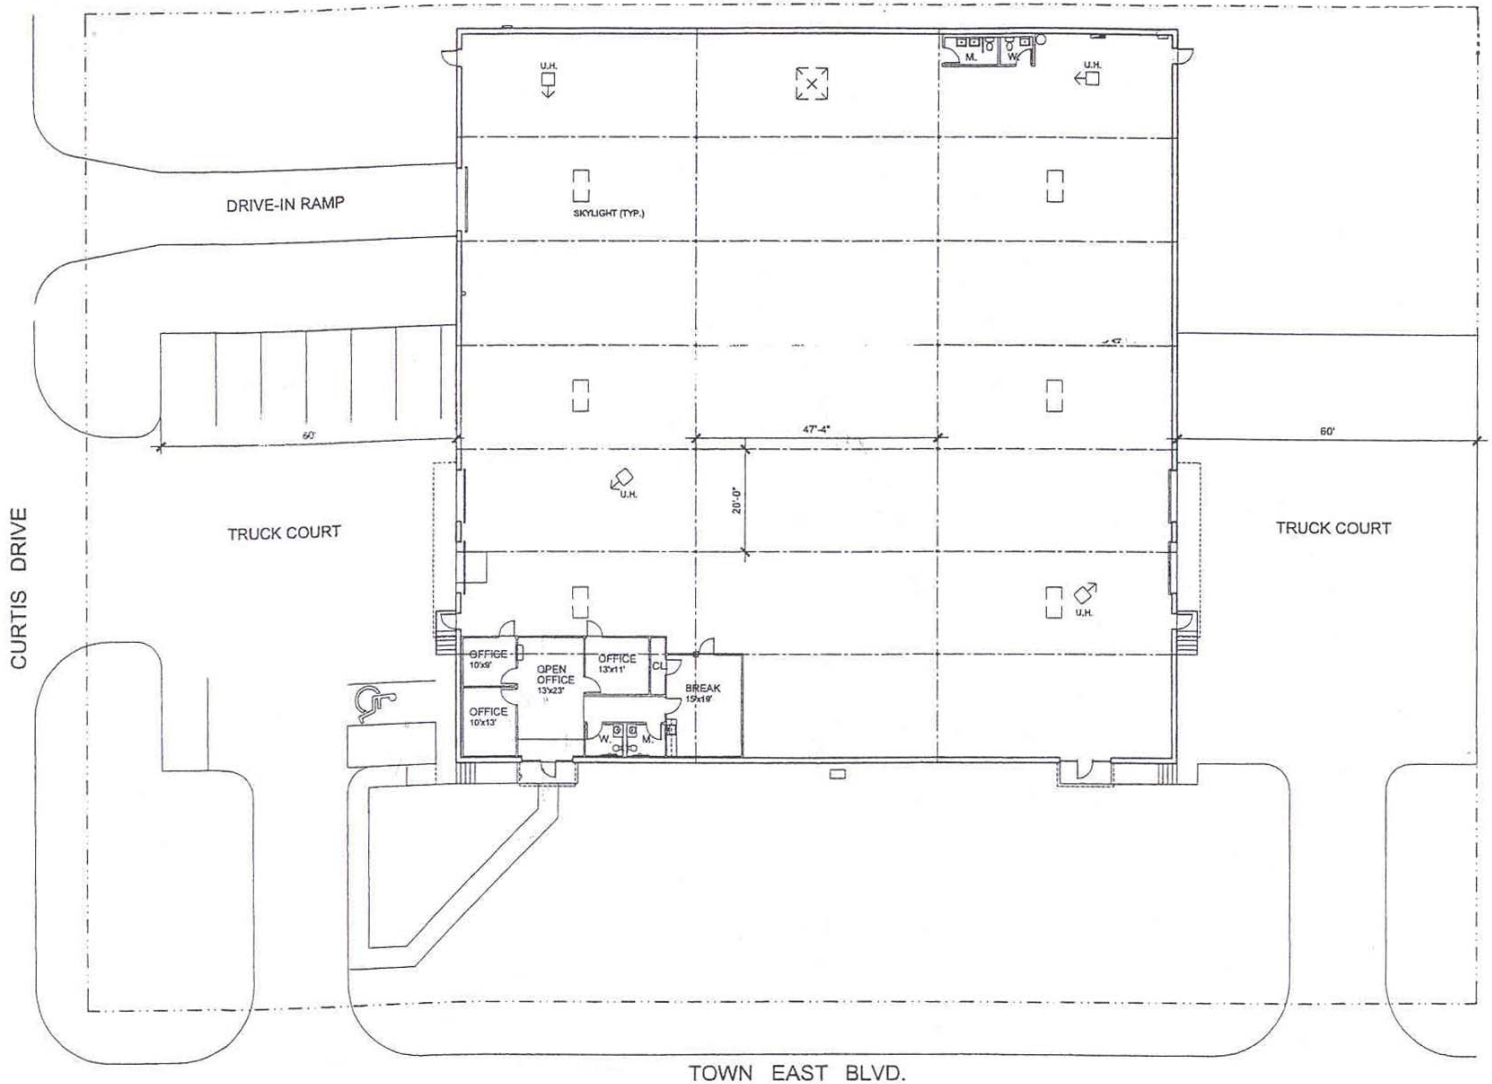 U.H.
M.
W.
U.H.
DRIVE-IN RAMP
SKYLIGHT (TYP.)
60'
47'-4"
60'
U.H.
20'-0"
TRUCK COURT
TRUCK COURT
CURTIS DRIVE
U.H.
OFFICE
10'x9'
OPEN
OFFICE
13'x23'
OFFICE
13'x11'
CL
BREAK
15'x19'
OFFICE
10'x13'
W.
M.
TOWN EAST BLVD.